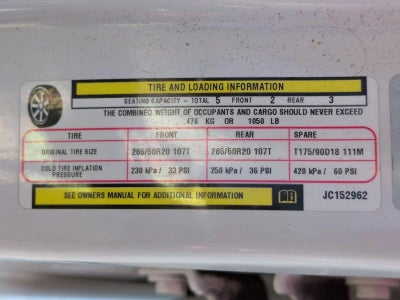 TIRE AND LOADING INFORMATION
SEATING CAPACITY - TOTAL 5 FRONT 2 REAR 3
THE COMBINED WEIGHT OF OCCUPANTS AND CARGO SHOULD NEVER EXCEED
476 KG OR 1050 LB
TIRE FRONT REAR SPARE
ORIGINAL TIRE SIZE 265/60R20 107T 265/60R20 107T T175/90D18 111M
COLD TIRE INFLATION PRESSURE 230 kPa / 33 PSI 250 kPa / 36 PSI 420 kPa / 60 PSI
SEE OWNERS MANUAL FOR ADDITIONAL INFORMATION JC152962